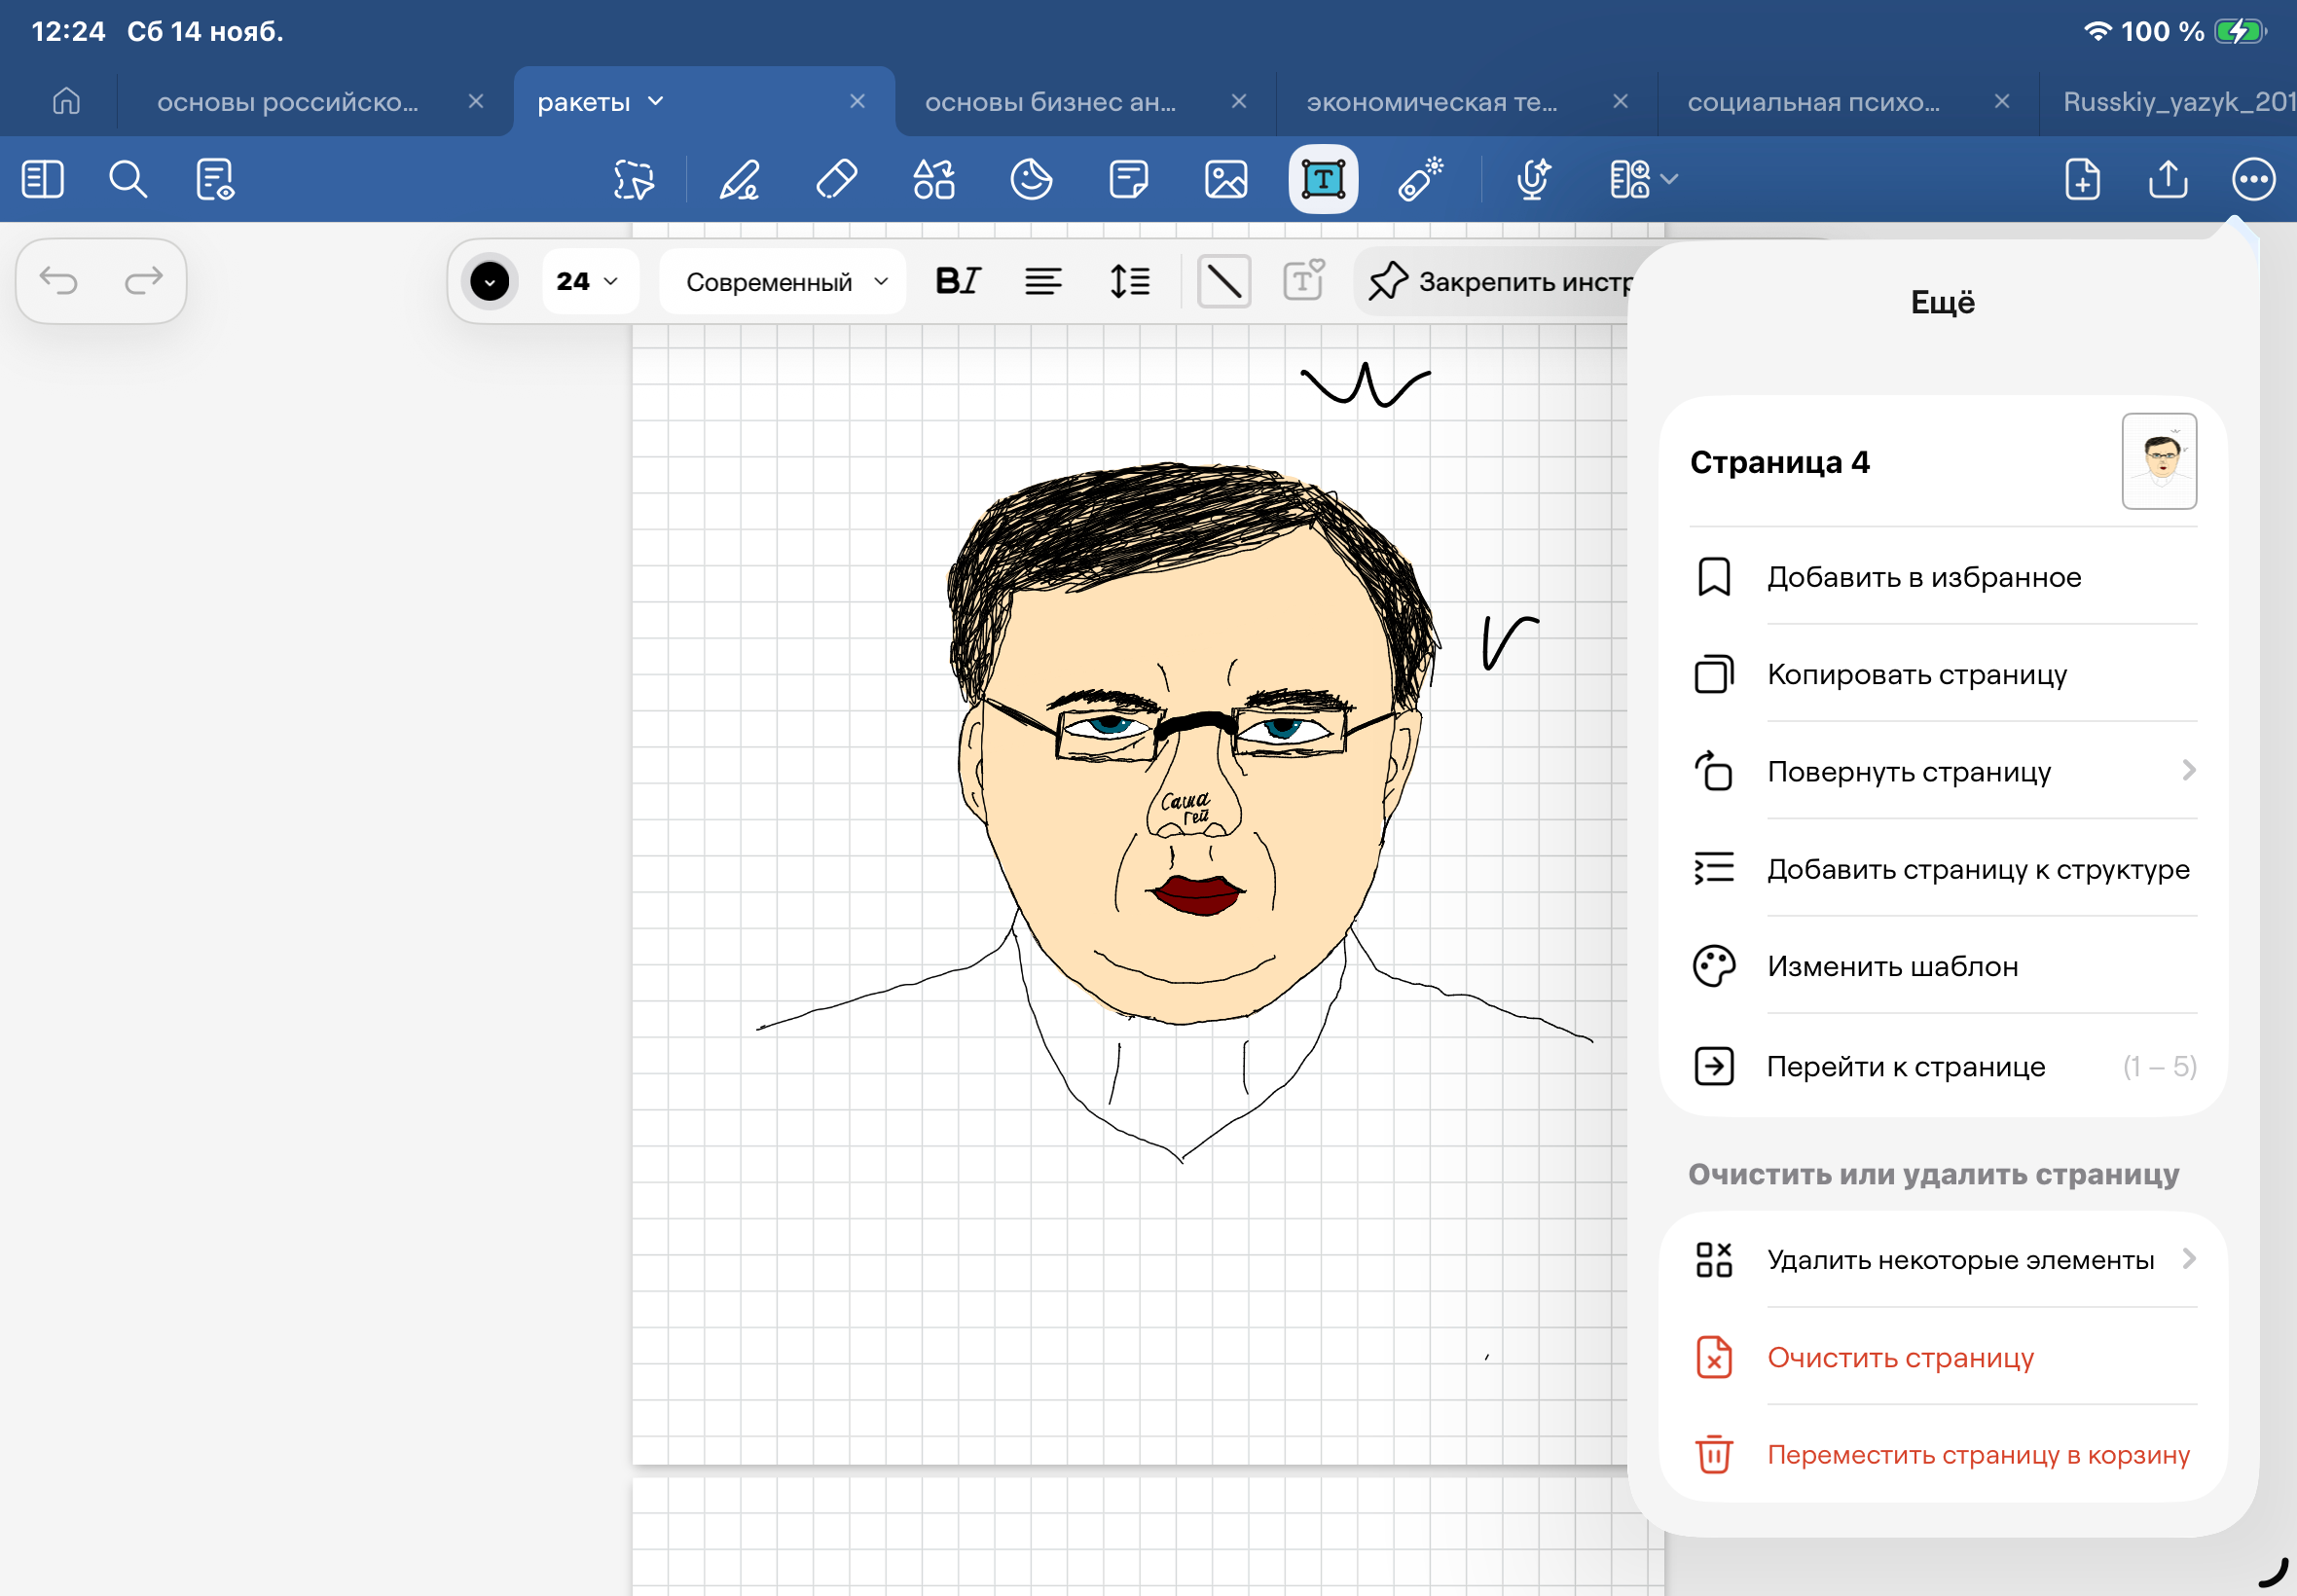 12:24 Сб 14 нояб. 100 %
основы российско...
ракеты
основы бизнес ан...
экономическая те...
социальная психо...
Russkiy_yazyk_201
24 Современный BI Закрепить инстр
Ещё
Страница 4
Добавить в избранное
Копировать страницу
Повернуть страницу
Добавить страницу к структуре
Изменить шаблон
Перейти к странице (1 – 5)
Очистить или удалить страницу
Удалить некоторые элементы
Очистить страницу
Переместить страницу в корзину
Саша
гей